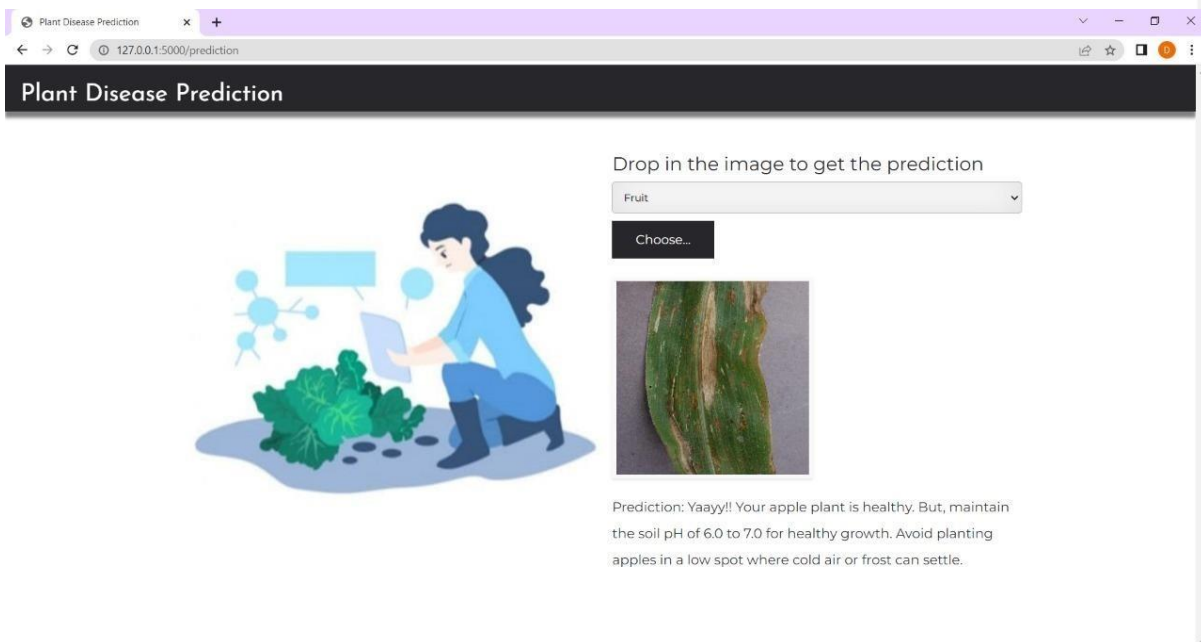 Plant Disease Prediction
127.0.0.1:5000/prediction
Plant Disease Prediction
Drop in the image to get the prediction
Fruit
Choose...
Prediction: Yaayy!! Your apple plant is healthy. But, maintain
the soil pH of 6.0 to 7.0 for healthy growth. Avoid planting
apples in a low spot where cold air or frost can settle.